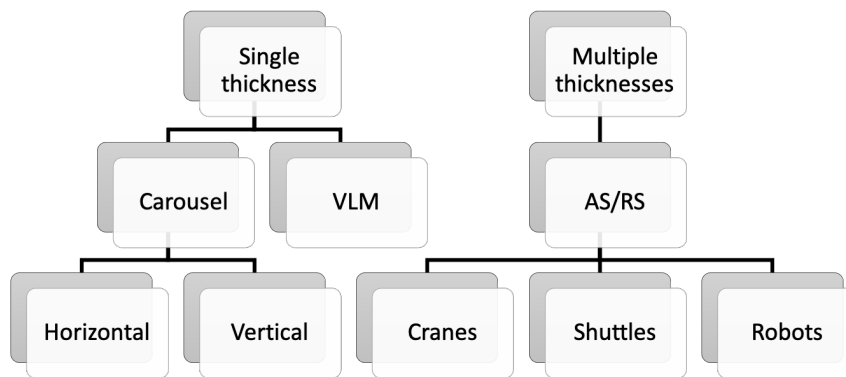 Single
thickness
Multiple
thicknesses
Carousel
VLM
AS/RS
Horizontal
Vertical
Cranes
Shuttles
Robots